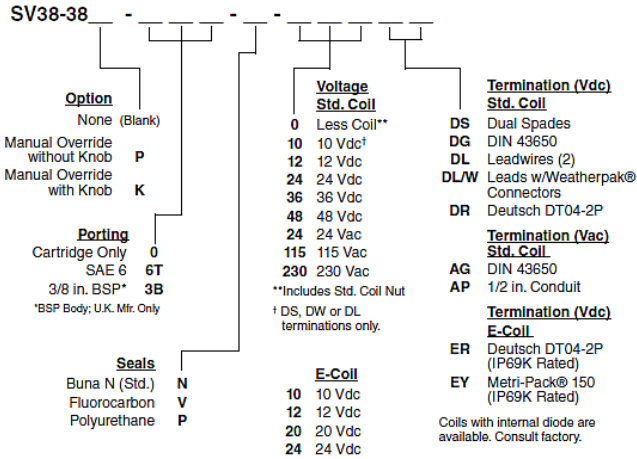 SV38-38__ - ___ - _ - ___ __
Option
None (Blank)
Manual Override
without Knob P
Manual Override
with Knob K
Porting
Cartridge Only 0
SAE 6 6T
3/8 in. BSP* 3B
*BSP Body; U.K. Mfr. Only
Seals
Buna N (Std.) N
Fluorocarbon V
Polyurethane P
Voltage
Std. Coil
0 Less Coil**
10 10 Vdc†
12 12 Vdc
24 24 Vdc
36 36 Vdc
48 48 Vdc
24 24 Vac
115 115 Vac
230 230 Vac
**Includes Std. Coil Nut
† DS, DW or DL
terminations only.
E-Coil
10 10 Vdc
12 12 Vdc
20 20 Vdc
24 24 Vdc
Termination (Vdc)
Std. Coil
DS Dual Spades
DG DIN 43650
DL Leadwires (2)
DL/W Leads w/Weatherpak®
Connectors
DR Deutsch DT04-2P
Termination (Vac)
Std. Coil
AG DIN 43650
AP 1/2 in. Conduit
Termination (Vdc)
E-Coil
ER Deutsch DT04-2P
(IP69K Rated)
EY Metri-Pack® 150
(IP69K Rated)
Coils with internal diode are
available. Consult factory.